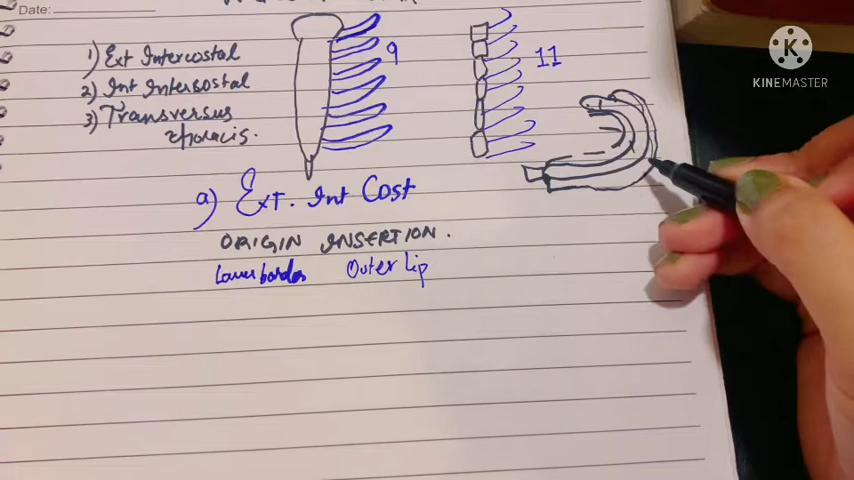 Date:
1) Ext Intercostal
2) Int Intersostal
3) Transversus
thoracis.
9
11
a) Ext. Int Cost
ORIGIN INSERTION.
Lower border Outer lip
K
KINEMASTER